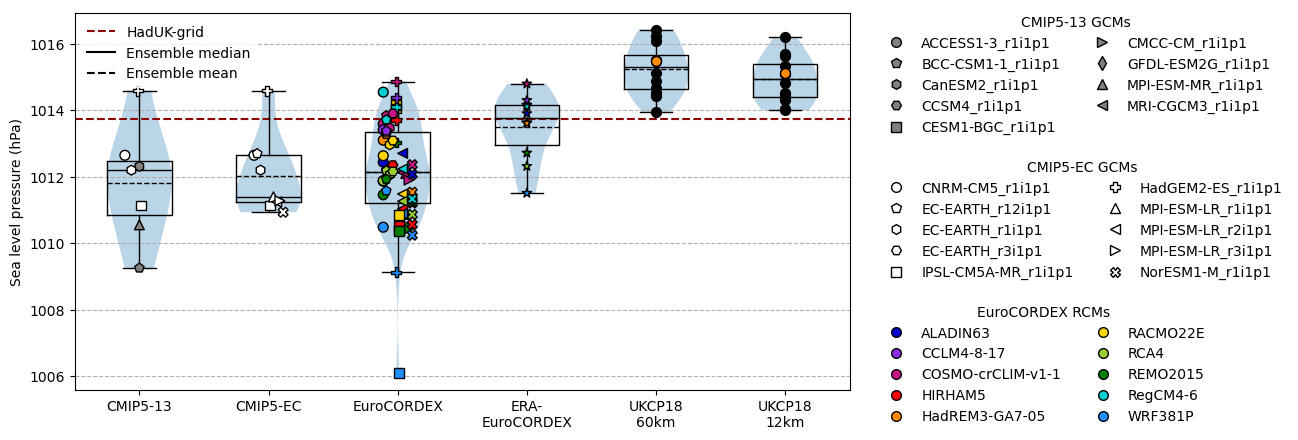 Sea level pressure (hPa)
1016
1014
1012
1010
1008
1006
HadUK-grid
Ensemble median
Ensemble mean
CMIP5-13
CMIP5-EC
EuroCORDEX
ERA-
EuroCORDEX
UKCP18
60km
UKCP18
12km
CMIP5-13 GCMs
ACCESS1-3_r1i1p1
BCC-CSM1-1_r1i1p1
CanESM2_r1i1p1
CCSM4_r1i1p1
CESM1-BGC_r1i1p1
CMCC-CM_r1i1p1
GFDL-ESM2G_r1i1p1
MPI-ESM-MR_r1i1p1
MRI-CGCM3_r1i1p1
CMIP5-EC GCMs
CNRM-CM5_r1i1p1
EC-EARTH_r12i1p1
EC-EARTH_r1i1p1
EC-EARTH_r3i1p1
IPSL-CM5A-MR_r1i1p1
HadGEM2-ES_r1i1p1
MPI-ESM-LR_r1i1p1
MPI-ESM-LR_r2i1p1
MPI-ESM-LR_r3i1p1
NorESM1-M_r1i1p1
EuroCORDEX RCMs
ALADIN63
CCLM4-8-17
COSMO-crCLIM-v1-1
HIRHAM5
HadREM3-GA7-05
RACMO22E
RCA4
REMO2015
RegCM4-6
WRF381P